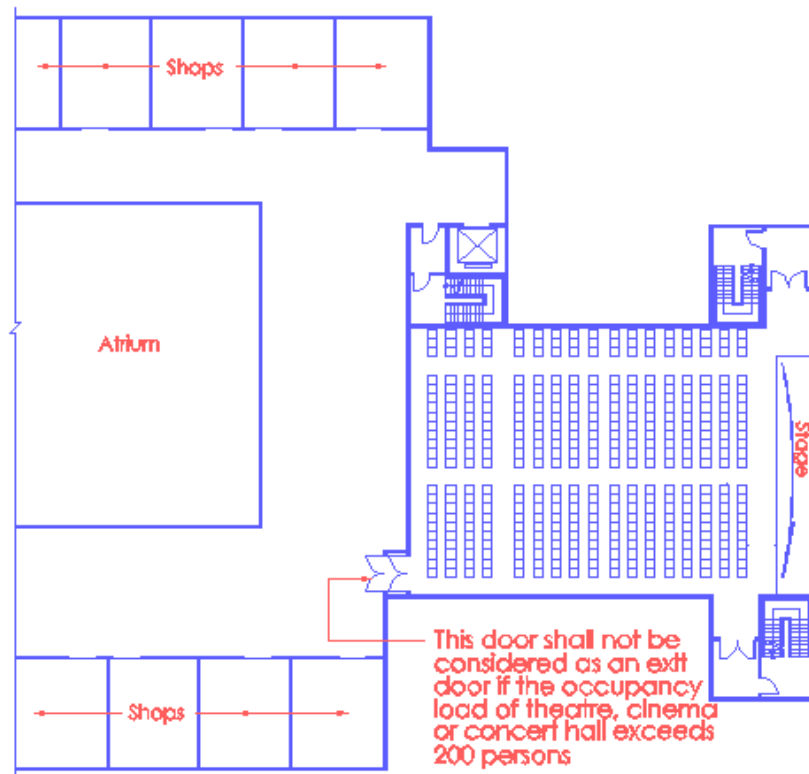 Shops
Atrium
Stage
This door shall not be
considered as an exit
door if the occupancy
load of theatre, cinema
or concert hall exceeds
200 persons
Shops